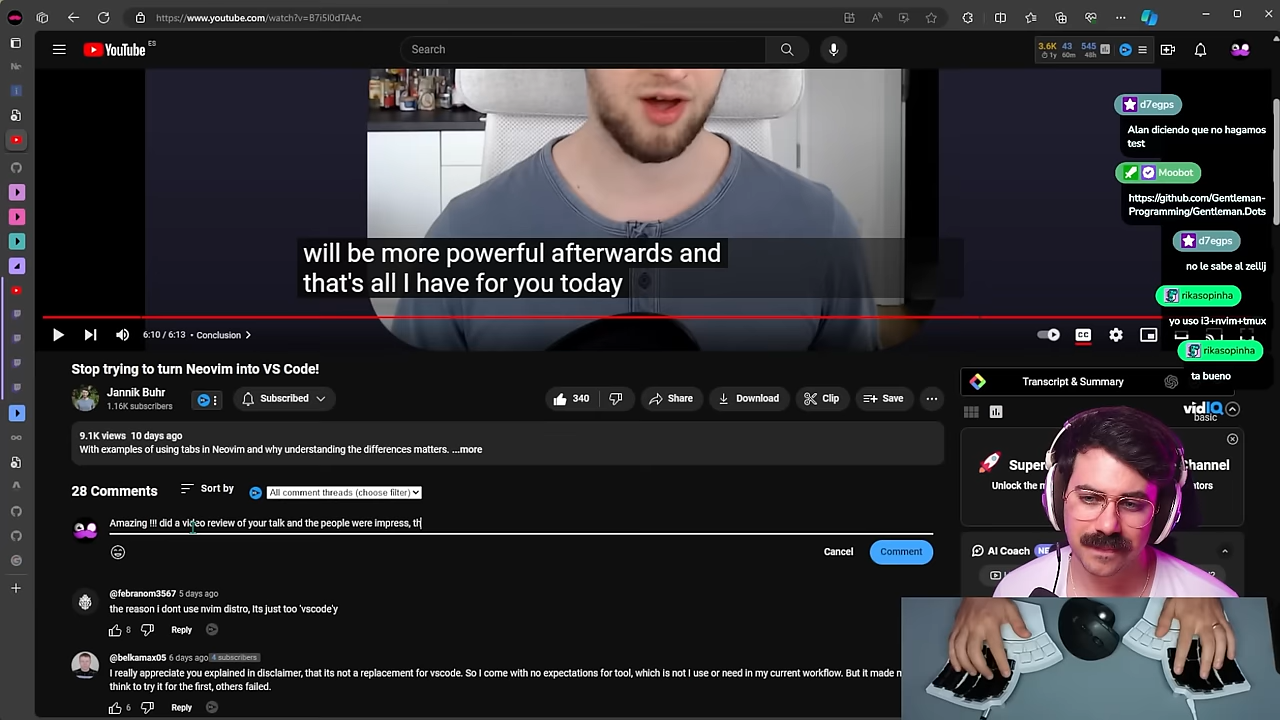 https://www.youtube.com/watch?v=B7i5I0dTAAc
YouTube ES
Search
3.6K 43 545
1y 60m 48h
will be more powerful afterwards and
that's all I have for you today
6:10 / 6:13 • Conclusion
CC
d7egps
Alan diciendo que no hagamos
test
Moobot
https://github.com/Gentleman-
Programming/Gentleman.Dots
d7egps
no le sabe al zellij
rikasopinha
yo uso i3+nvim+tmux
rikasopinha
ta bueno
Stop trying to turn Neovim into VS Code!
Jannik Buhr
1.16K subscribers
Subscribed
340
Share
Download
Clip
Save
9.1K views 10 days ago
With examples of using tabs in Neovim and why understanding the differences matters. ...more
28 Comments
Sort by
All comment threads (choose filter)
Amazing !!! did a video review of your talk and the people were impress, th
Cancel
Comment
@febranom3567 5 days ago
the reason i dont use nvim distro, Its just too 'vscode'y
8
Reply
@belkamax05 6 days ago 4 subscribers
I really appreciate you explained in disclaimer, that its not a replacement for vscode. So I come with no expectations for tool, which is not I use or need in my current workflow. But it made
think to try it for the first, others failed.
6
Reply
Transcript & Summary
vidIQ
basic
Unlock the
AI Coach